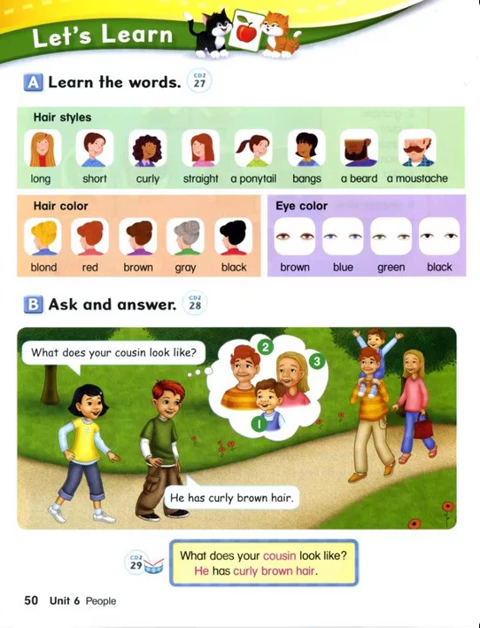 Let's Learn
A Learn the words. CD2 27
Hair styles
long short curly straight a ponytail bangs a beard a moustache
Hair color
blond red brown gray black
Eye color
brown blue green black
B Ask and answer. CD2 28
What does your cousin look like?
2
3
1
He has curly brown hair.
CD2 29
What does your cousin look like?
He has curly brown hair.
50 Unit 6 People